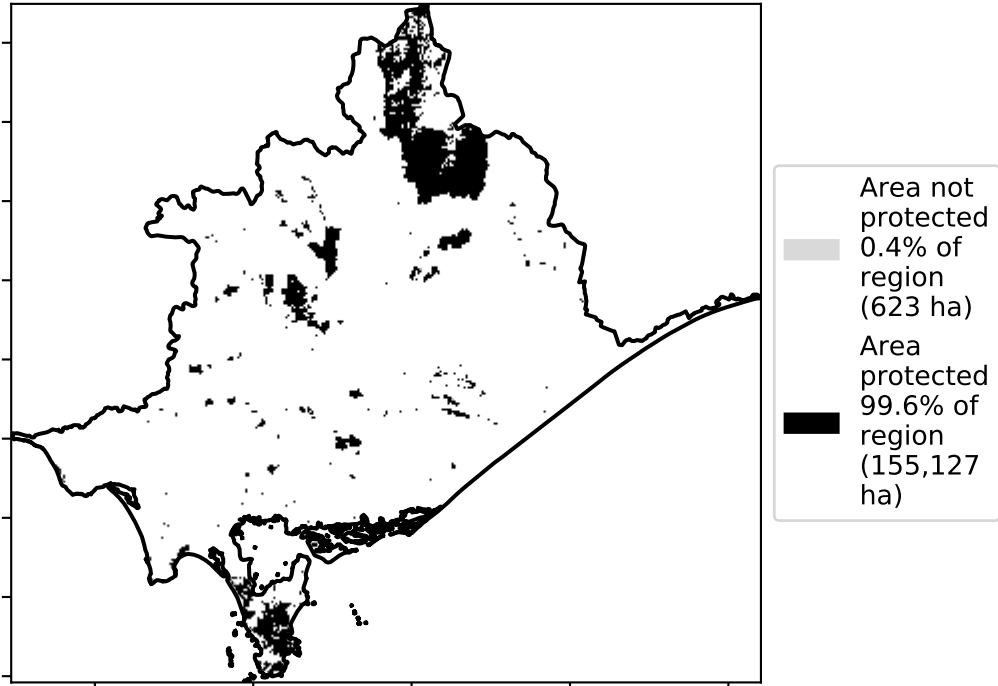 Area not
protected
0.4% of
region
(623 ha)
Area
protected
99.6% of
region
(155,127
ha)